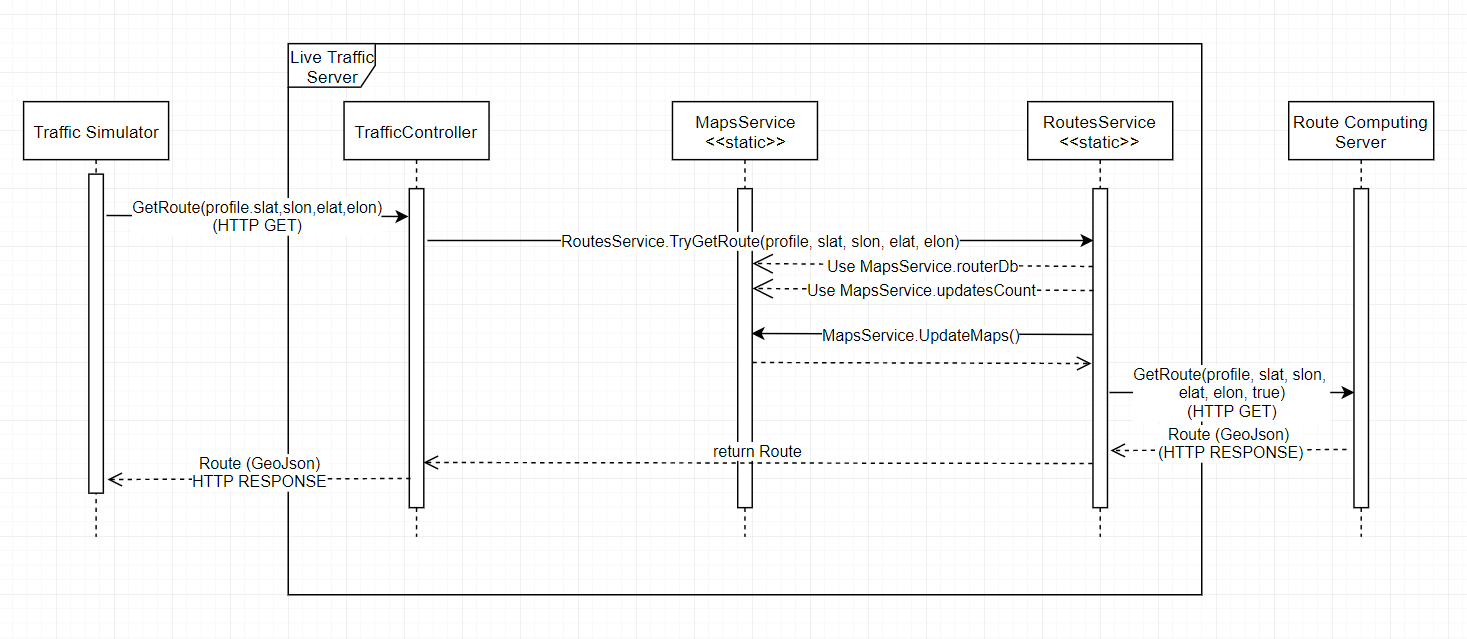 Live Traffic
Server
Traffic Simulator
TrafficController
MapsService
<<static>>
RoutesService
<<static>>
Route Computing
Server
GetRoute(profile.slat,slon,elat,elon)
(HTTP GET)
RoutesService.TryGetRoute(profile, slat, slon, elat, elon)
Use MapsService.routerDb
Use MapsService.updatesCount
MapsService.UpdateMaps()
GetRoute(profile, slat, slon,
elat, elon, true)
(HTTP GET)
Route (GeoJson)
(HTTP RESPONSE)
return Route
Route (GeoJson)
HTTP RESPONSE